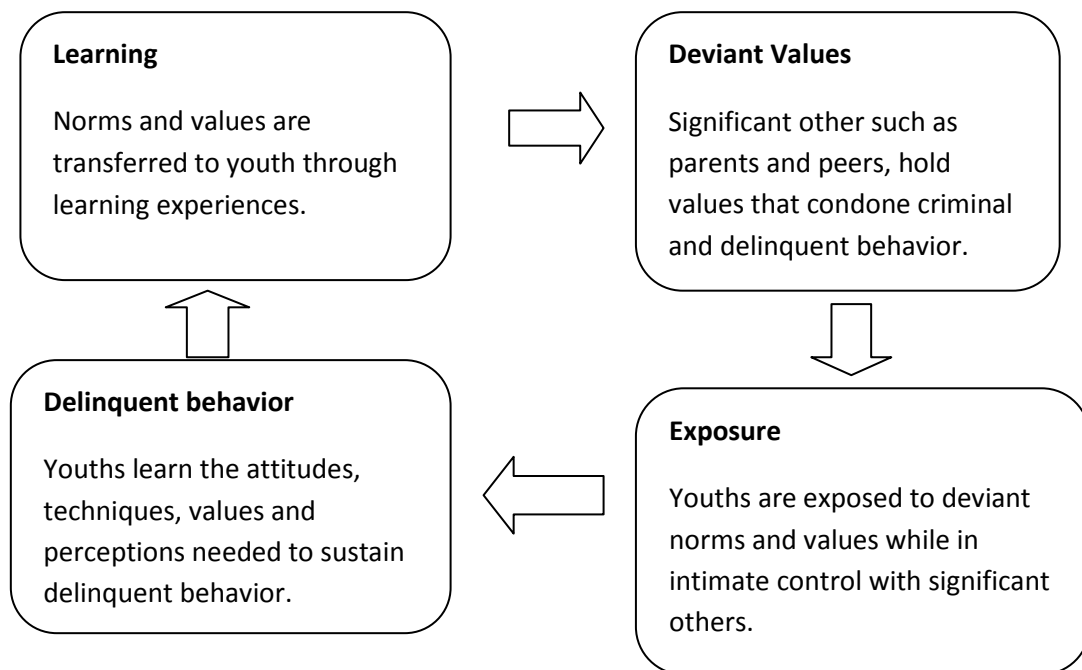 Learning
Norms and values are
transferred to youth through
learning experiences.
Deviant Values
Significant other such as
parents and peers, hold
values that condone criminal
and delinquent behavior.
Exposure
Youths are exposed to deviant
norms and values while in
intimate control with significant
others.
Delinquent behavior
Youths learn the attitudes,
techniques, values and
perceptions needed to sustain
delinquent behavior.